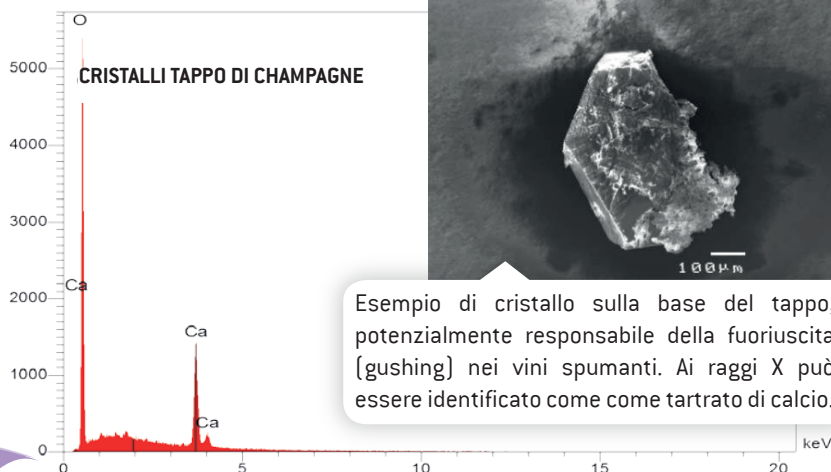 O
CRISTALLI TAPPO DI CHAMPAGNE
5000
4000
3000
Ca
2000
Ca
1000
Ca
0
0 5 10 15 20 keV
100µm
Esempio di cristallo sulla base del tappo,
potenzialmente responsabile della fuoriuscita
(gushing) nei vini spumanti. Ai raggi X può
essere identificato come come tartrato di calcio.